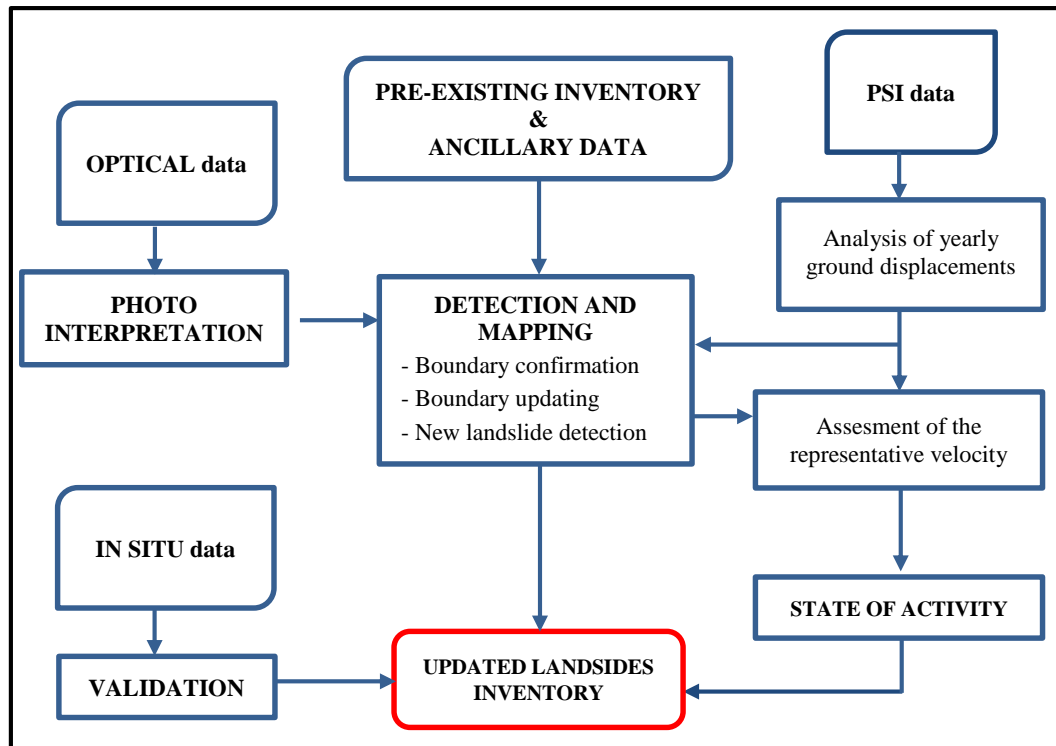 OPTICAL data
PHOTO
INTERPRETATION
PRE-EXISTING INVENTORY
&
ANCILLARY DATA
PSI data
Analysis of yearly
ground displacements
DETECTION AND
MAPPING
- Boundary confirmation
- Boundary updating
- New landslide detection
Assesment of the
representative velocity
IN SITU data
VALIDATION
STATE OF ACTIVITY
UPDATED LANDSIDES
INVENTORY